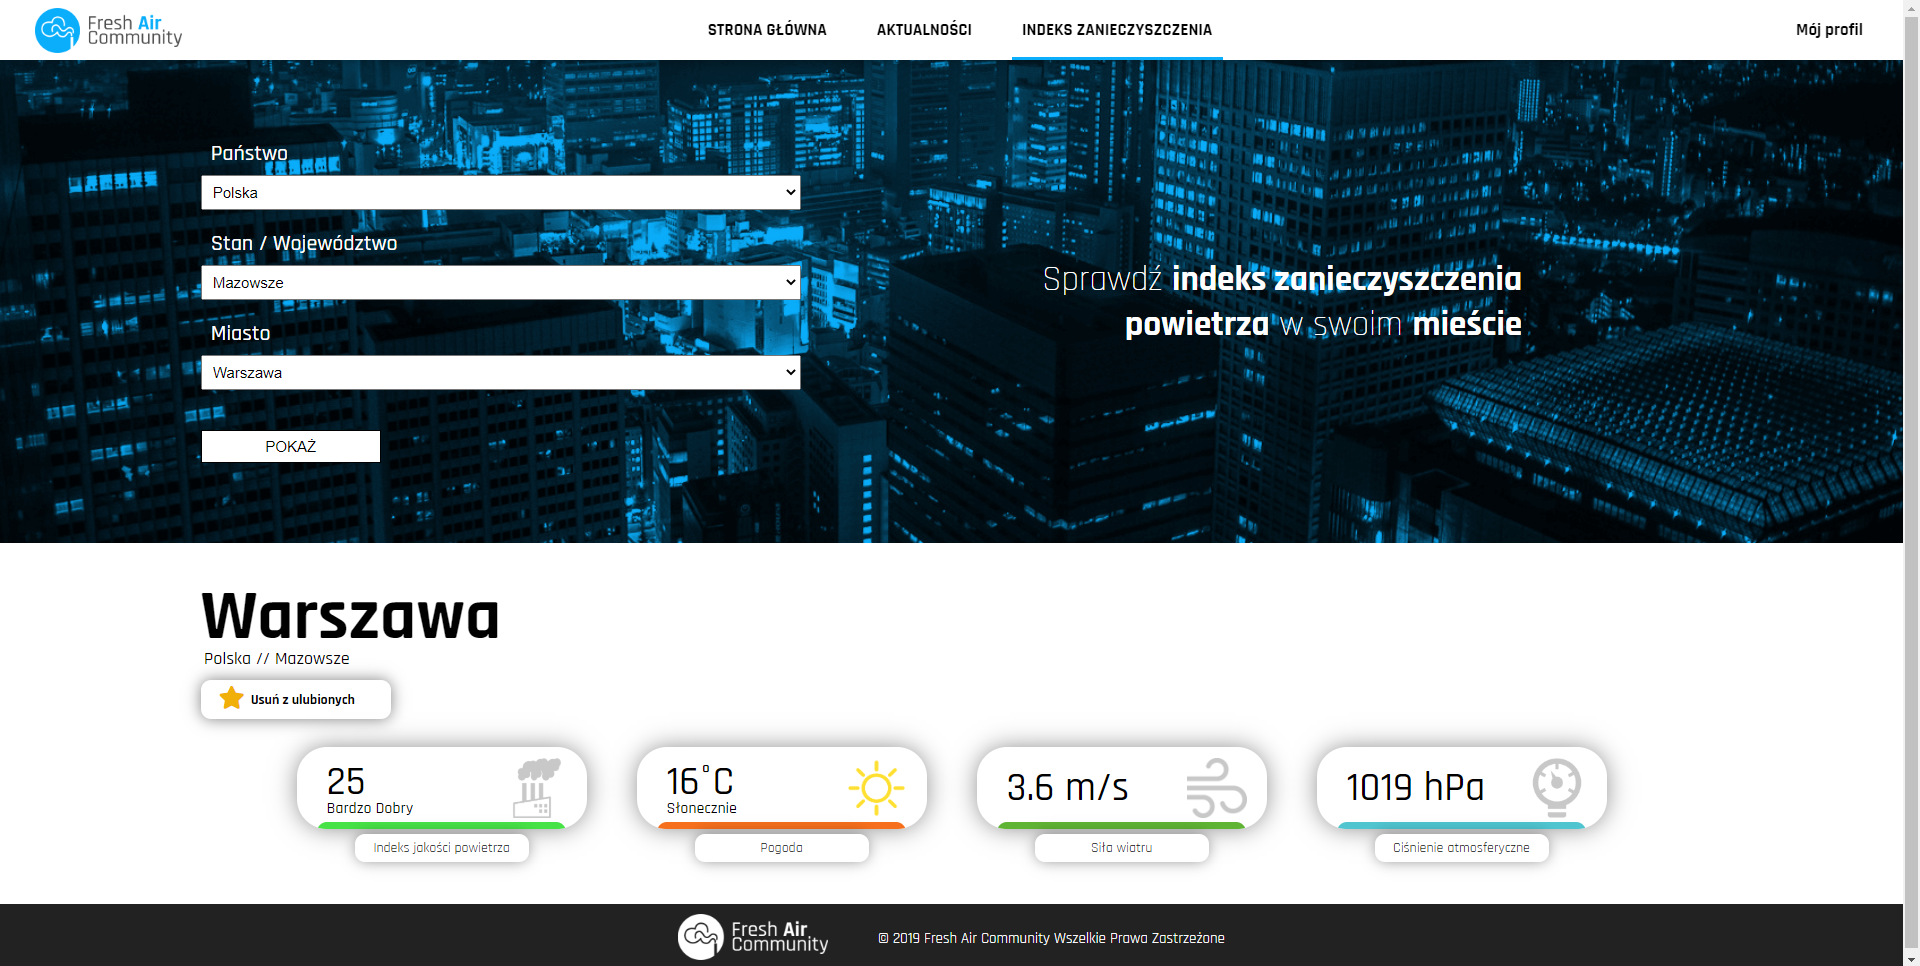 Fresh Air
Community
STRONA GŁÓWNA
AKTUALNOŚCI
INDEKS ZANIECZYSZCZENIA
Mój profil
Państwo
Polska
Stan / Województwo
Mazowsze
Miasto
Warszawa
POKAŻ
Sprawdź indeks zanieczyszczenia
powietrza w swoim mieście
Warszawa
Polska // Mazowsze
Usuń z ulubionych
25
Bardzo Dobry
Indeks jakości powietrza
16°C
Słonecznie
Pogoda
3.6 m/s
Siła wiatru
1019 hPa
Ciśnienie atmosferyczne
Fresh Air
Community
© 2019 Fresh Air Community Wszelkie Prawa Zastrzeżone